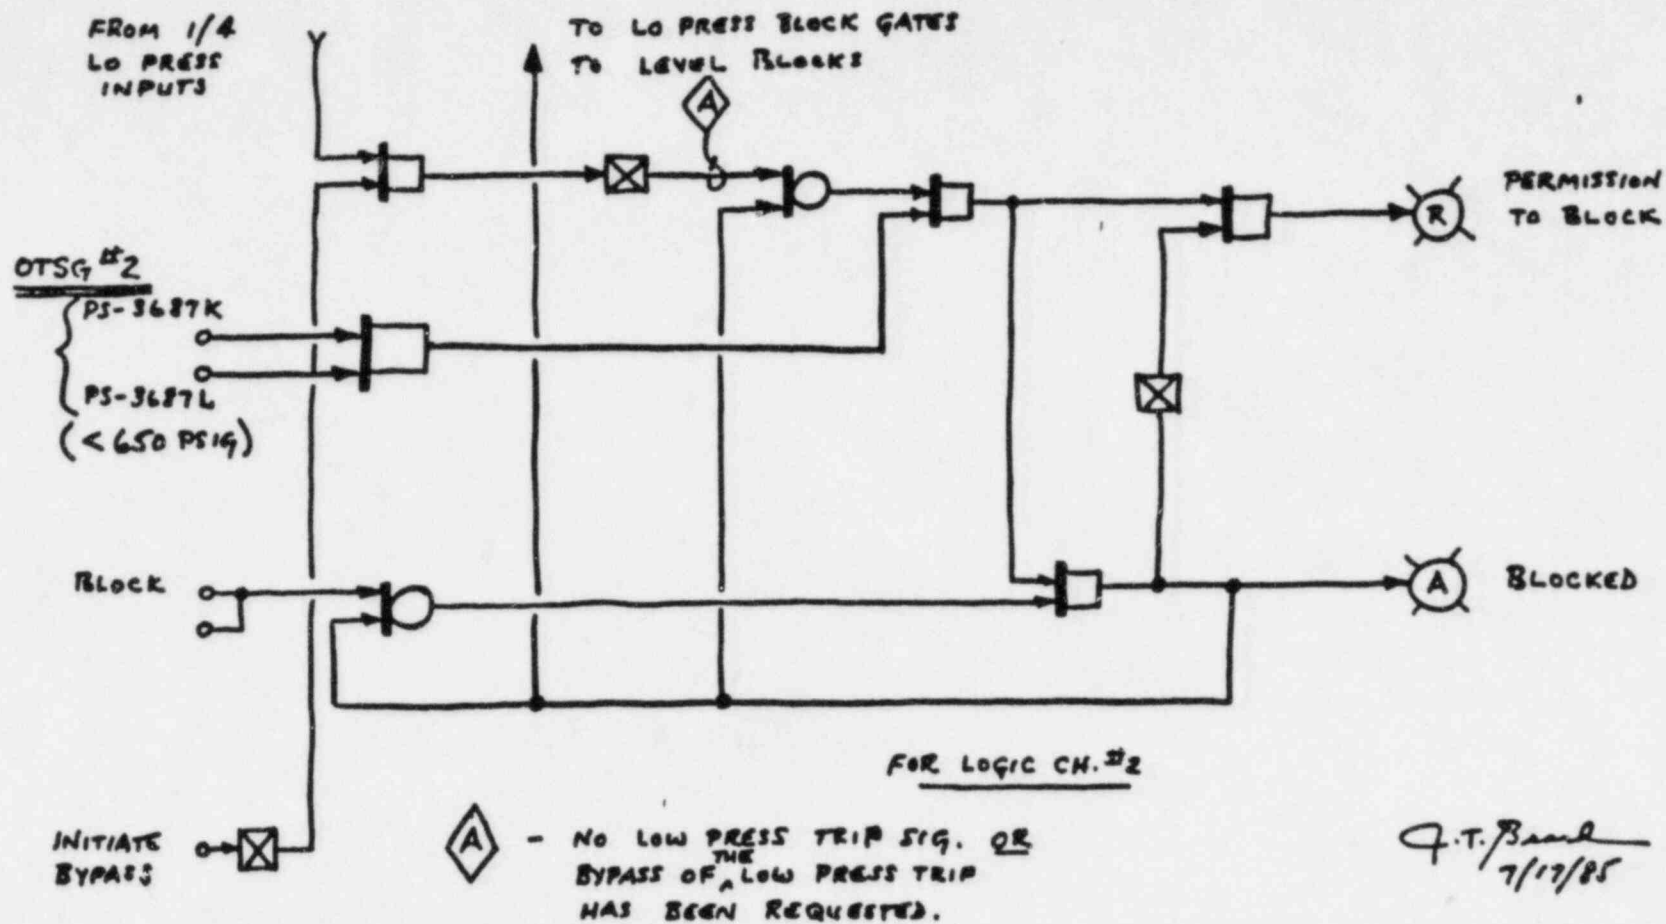 FROM 1/4
LO PRESS
INPUTS
TO LO PRESS BLOCK GATES
TO LEVEL BLOCKS
A
R
PERMISSION
TO BLOCK
OTSG #2
PS-3687K
PS-3687L
(< 650 PSIG)
BLOCK
A
BLOCKED
FOR LOGIC CH. #2
INITIATE
BYPASS
A - NO LOW PRESS TRIP SIG. OR
BYPASS OF THE LOW PRESS TRIP
HAS BEEN REQUESTED.
J.T. Beard
7/17/85